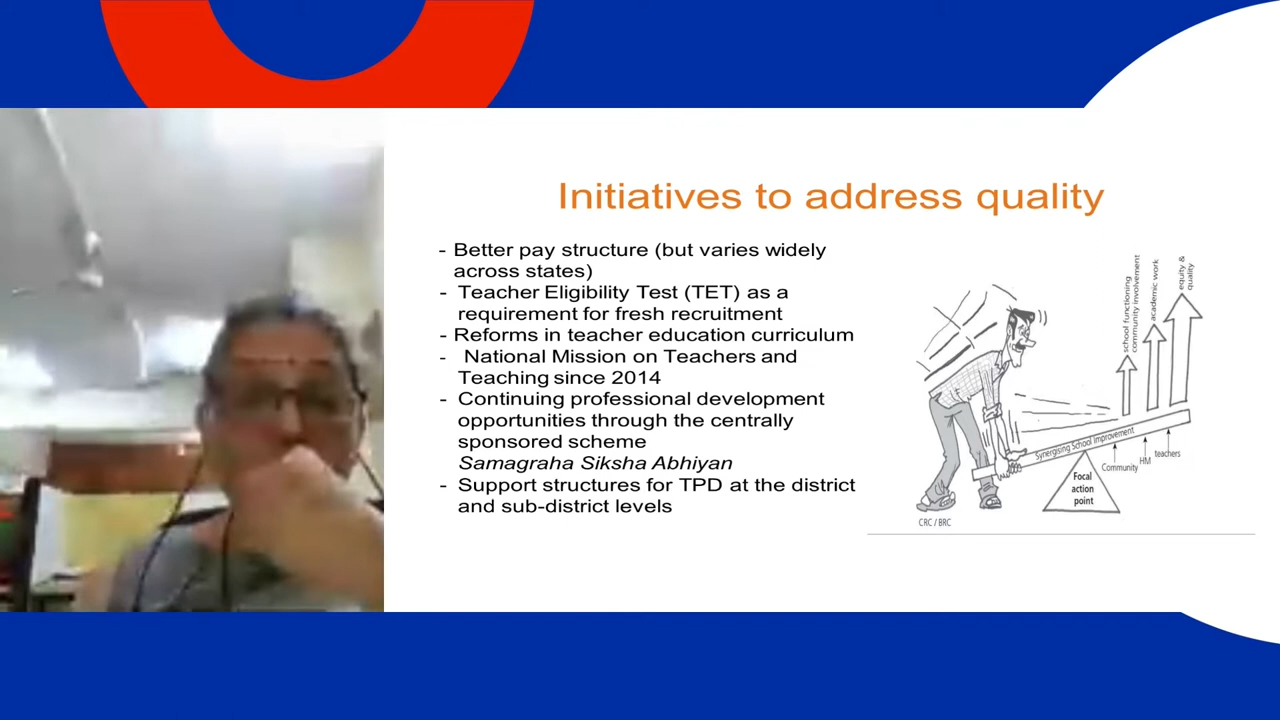 Initiatives to address quality
- Better pay structure (but varies widely
across states)
- Teacher Eligibility Test (TET) as a
requirement for fresh recruitment
- Reforms in teacher education curriculum
- National Mission on Teachers and
Teaching since 2014
- Continuing professional development
opportunities through the centrally
sponsored scheme
Samagraha Siksha Abhiyan
- Support structures for TPD at the district
and sub-district levels
school functioning
community involvement
academic work
equity &
quality
Synergising School Improvement
Community
HM
teachers
Focal
action
point
CRC / BRC